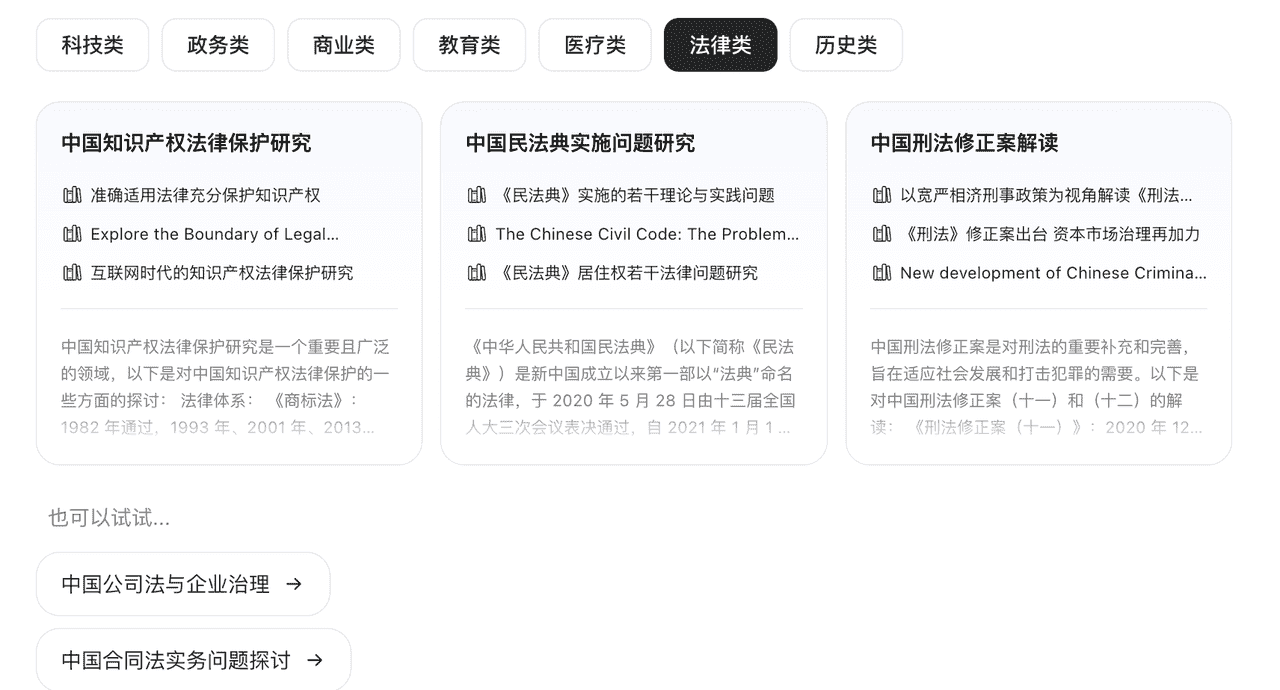 科技类
政务类
商业类
教育类
医疗类
法律类
历史类
中国知识产权法律保护研究
准确适用法律充分保护知识产权
Explore the Boundary of Legal...
互联网时代的知识产权法律保护研究
中国知识产权法律保护研究是一个重要且广泛
的领域，以下是对中国知识产权法律保护的一
些方面的探讨： 法律体系： 《商标法》：
1982 年通过，1993 年、2001 年、2013...
中国民法典实施问题研究
《民法典》实施的若干理论与实践问题
The Chinese Civil Code: The Problem...
《民法典》居住权若干法律问题研究
《中华人民共和国民法典》（以下简称《民法
典》）是新中国成立以来第一部以“法典”命名
的法律，于 2020 年 5 月 28 日由十三届全国
人大三次会议表决通过，自 2021 年 1 月 1 ...
中国刑法修正案解读
以宽严相济刑事政策为视角解读《刑法...
《刑法》修正案出台 资本市场治理再加力
New development of Chinese Crimina...
中国刑法修正案是对刑法的重要补充和完善，
旨在适应社会发展和打击犯罪的需要。以下是
对中国刑法修正案（十一）和（十二）的解
读： 《刑法修正案（十一）》：2020 年 12...
也可以试试...
中国公司法与企业治理 →
中国合同法实务问题探讨 →